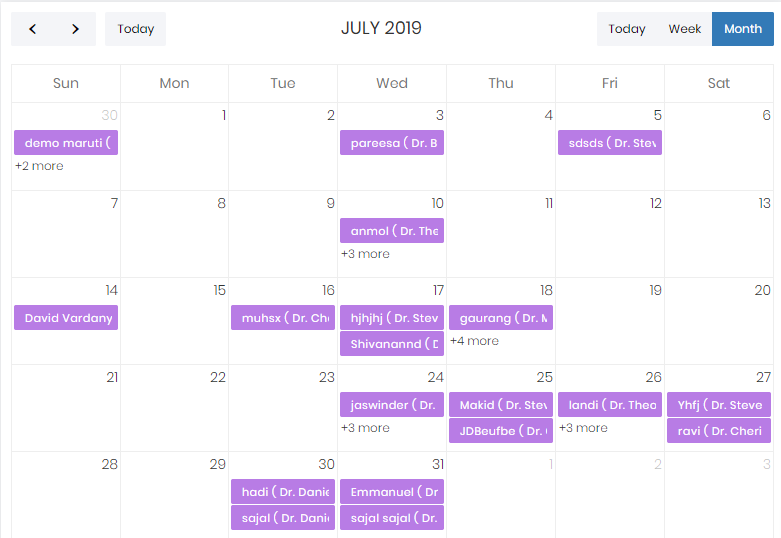 Today JULY 2019 Today Week Month
Sun Mon Tue Wed Thu Fri Sat
30 1 2 3 4 5 6
demo maruti ( pareesa ( Dr. B sdsds ( Dr. Stev
+2 more
7 8 9 10 11 12 13
anmol ( Dr. The
+3 more
14 15 16 17 18 19 20
David Vardany muhsx ( Dr. Ch hjhjhj ( Dr. Stev gaurang ( Dr.
Shivanannd ( D +4 more
21 22 23 24 25 26 27
jaswinder ( Dr. Makid ( Dr. Stev landi ( Dr. Thea Yhfj ( Dr. Steve
+3 more JDBeufbe ( Dr. +3 more ravi ( Dr. Cheri
28 29 30 31 1 2 3
hadi ( Dr. Danie Emmanuel ( Dr
sajal ( Dr. Dani sajal sajal ( Dr.